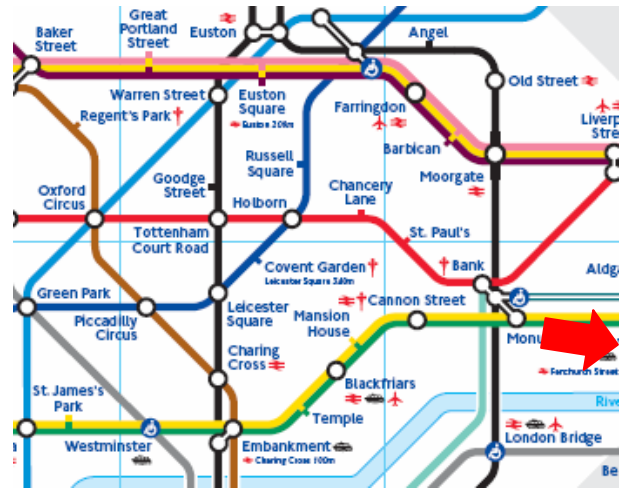 Great
Portland
Street
Baker
Street
Euston
Angel
Old Street
Warren Street
Euston
Square
Euston 200m
Regent's Park
Farringdon
Barbican
Moorgate
Russell
Square
Goodge
Street
Chancery
Lane
Oxford
Circus
Holborn
Tottenham
Court Road
St. Paul's
Covent Garden
Leicester Square 340m
Bank
Green Park
Piccadilly
Circus
Leicester
Square
Cannon Street
Mansion
House
Charing
Cross
Blackfriars
St. James's
Park
Temple
Westminster
Embankment
Charing Cross 100m
London Bridge